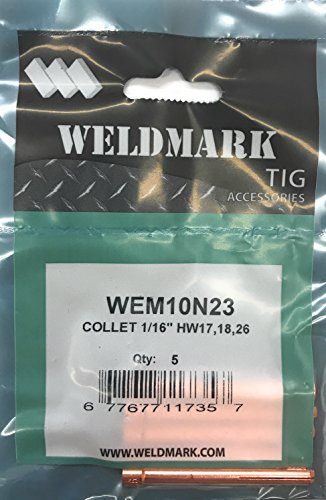 WELDMARK
TIG
ACCESSORIES
WEM10N23
COLLET 1/16" HW17,18,26
Qty: 5
6 77677 11735 7
WWW.WELDMARK.COM